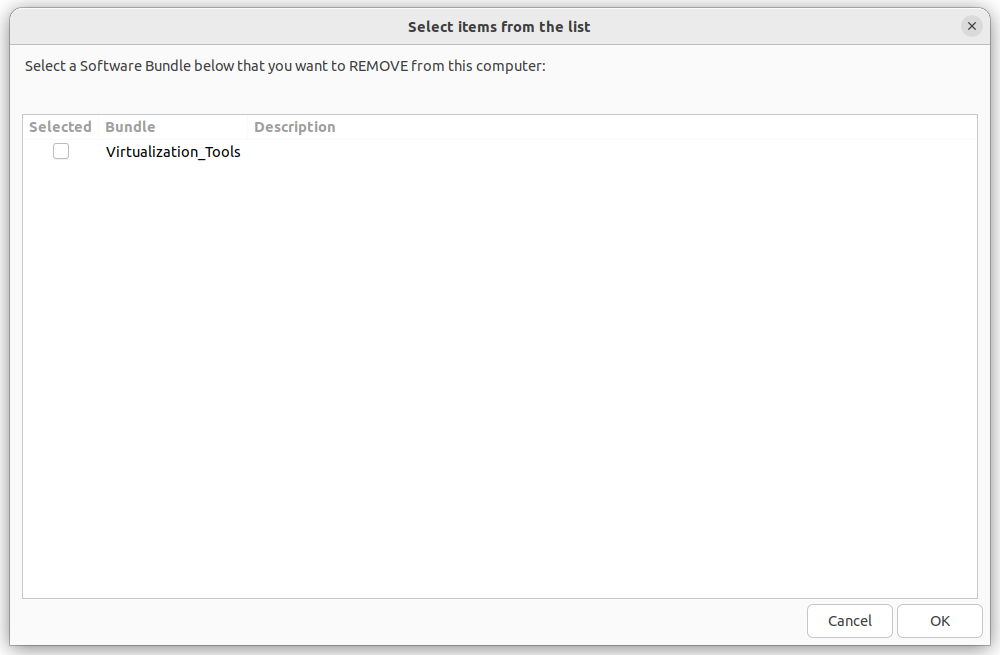 Select items from the list
Select a Software Bundle below that you want to REMOVE from this computer:
Selected Bundle Description
Virtualization_Tools
Cancel OK